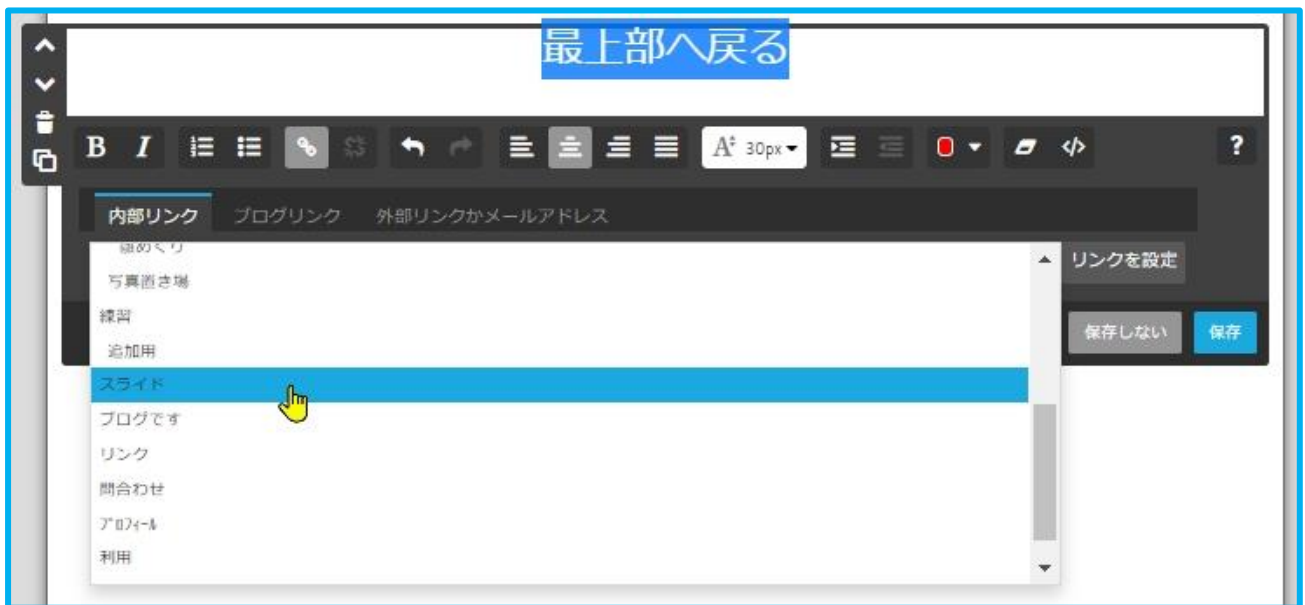 最上部へ戻る
B I A 30px ?
内部リンク ブログリンク 外部リンクかメールアドレス
リンクを設定
写真置き場
練習
追加用
保存しない 保存
スライド
ブログです
リンク
問合わせ
ﾌﾟﾛﾌｨｰﾙ
利用